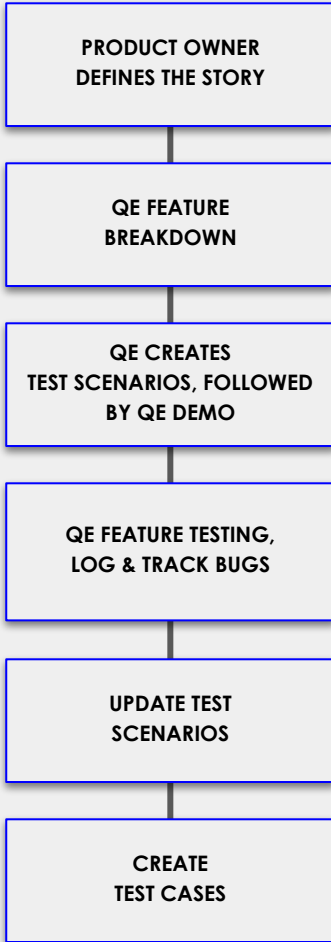 PRODUCT OWNER
DEFINES THE STORY
QE FEATURE
BREAKDOWN
QE CREATES
TEST SCENARIOS, FOLLOWED
BY QE DEMO
QE FEATURE TESTING,
LOG & TRACK BUGS
UPDATE TEST
SCENARIOS
CREATE
TEST CASES